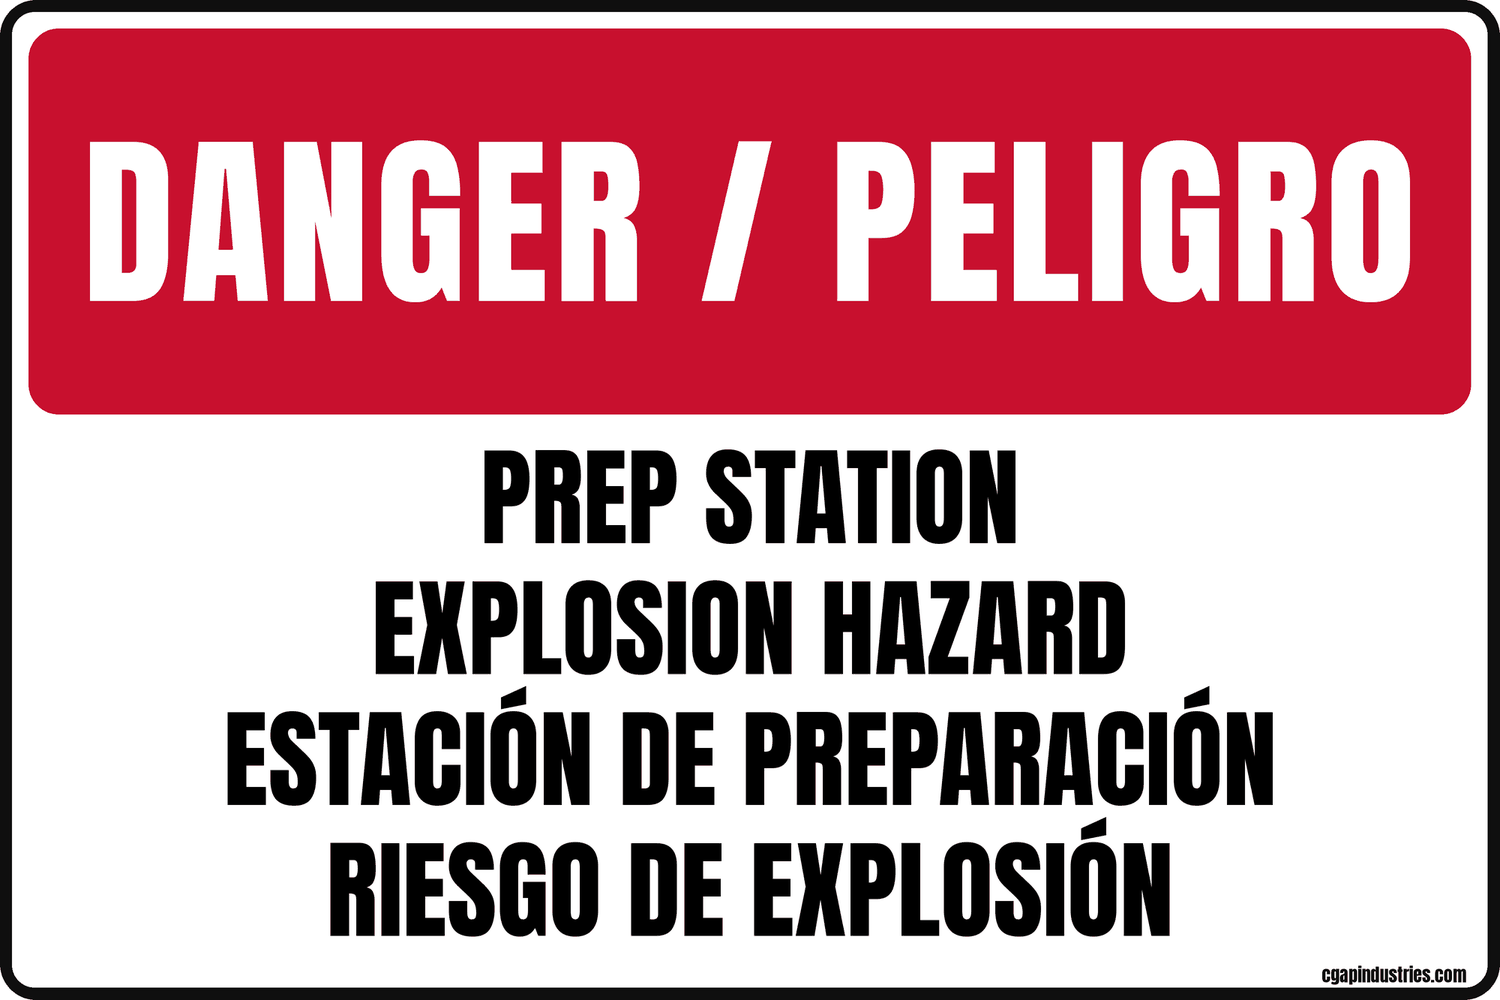 DANGER / PELIGRO
PREP STATION
EXPLOSION HAZARD
ESTACIÓN DE PREPARACIÓN
RIESGO DE EXPLOSIÓN
cgapindustries.com